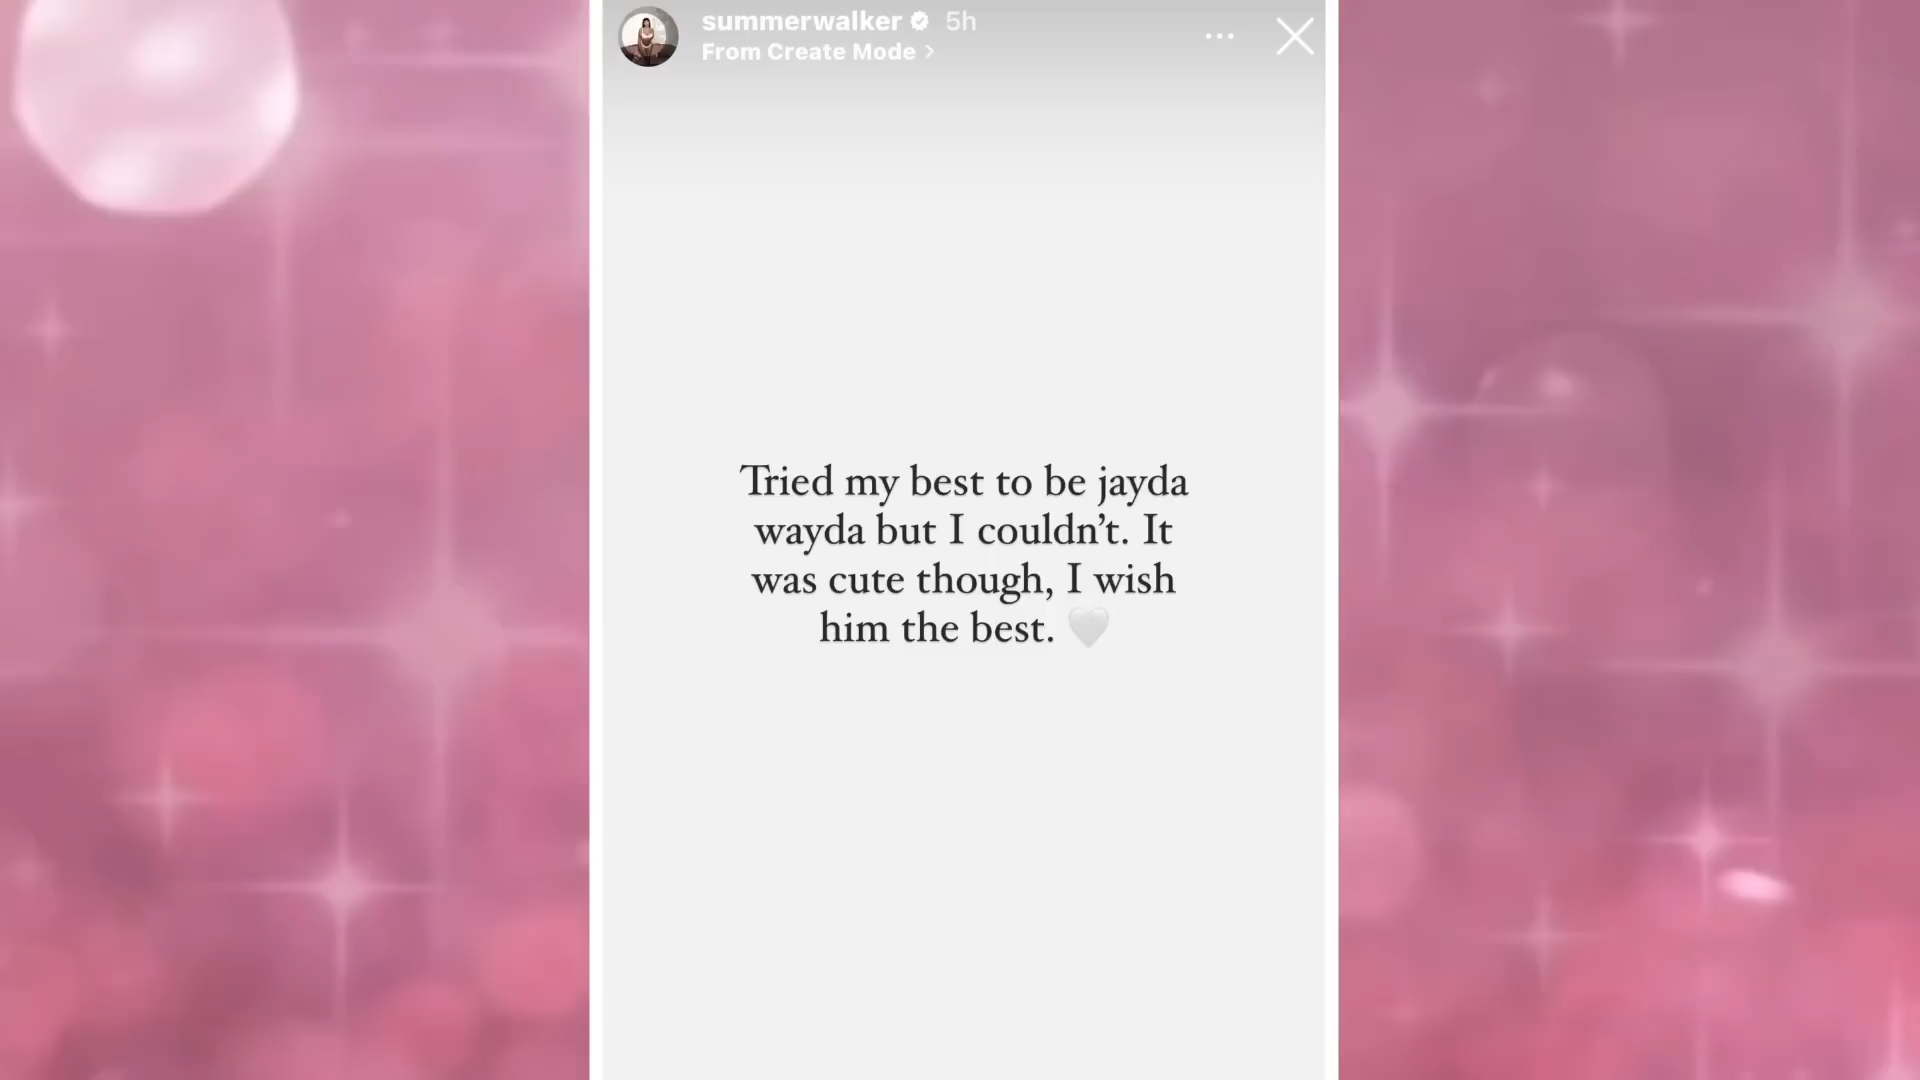 summerwalker 5h
From Create Mode >
Tried my best to be jayda
wayda but I couldn’t. It
was cute though, I wish
him the best. 🤍